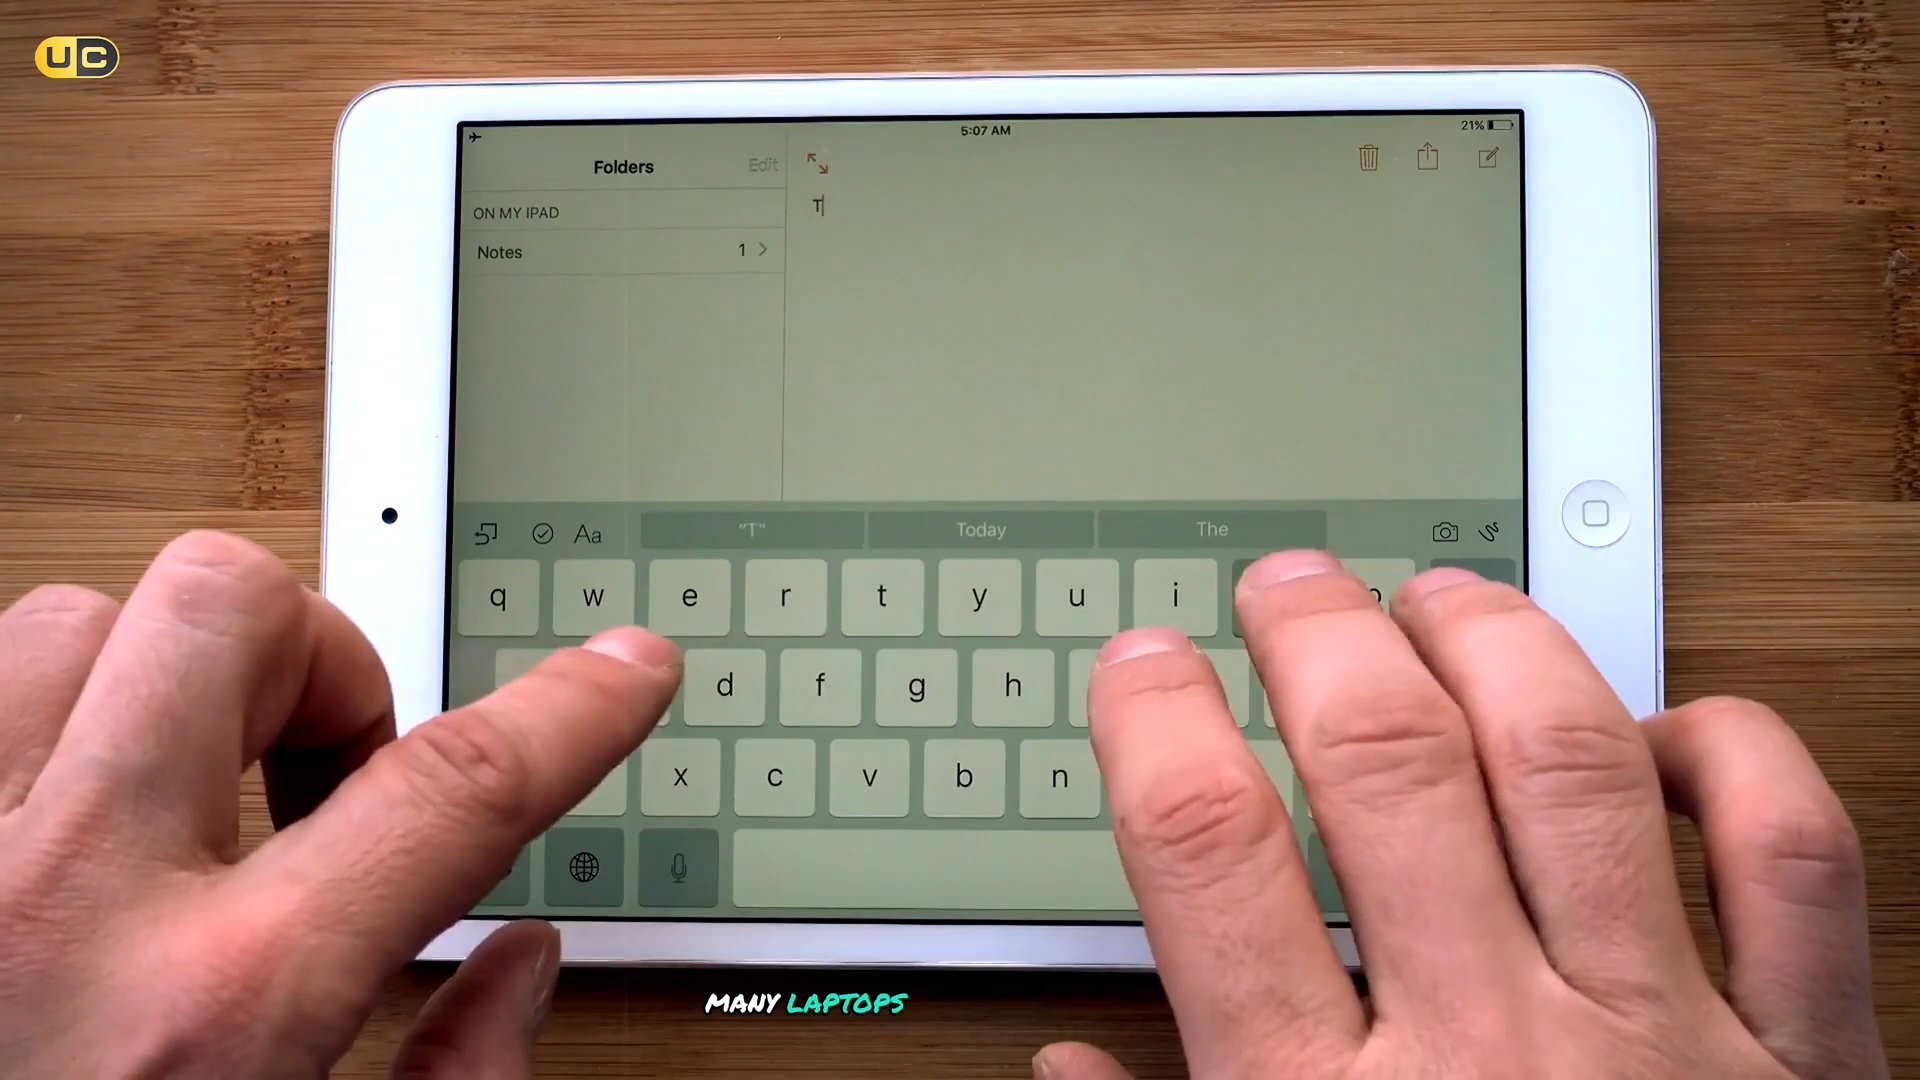 UC
5:07 AM
21%
Folders
Edit
ON MY IPAD
T
Notes
1
Aa
"T"
Today
The
q
w
e
r
t
y
u
i
d
f
g
h
x
c
v
b
n
MANY LAPTOPS